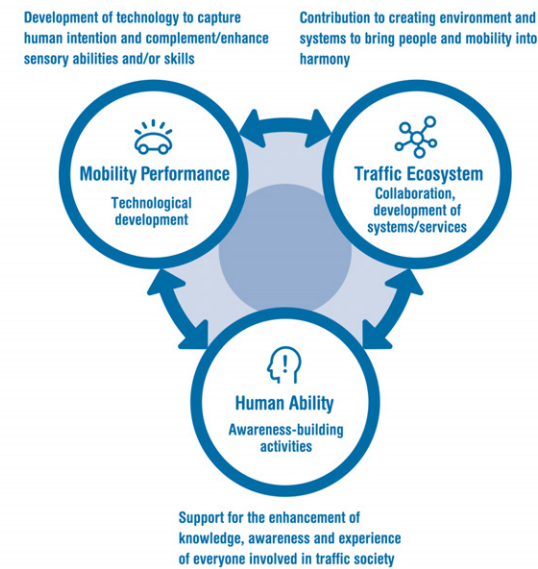 Development of technology to capture
human intention and complement/enhance
sensory abilities and/or skills
Contribution to creating environment and
systems to bring people and mobility into
harmony
Mobility Performance
Technological
development
Traffic Ecosystem
Collaboration,
development of
systems/services
Human Ability
Awareness-building
activities
Support for the enhancement of
knowledge, awareness and experience
of everyone involved in traffic society